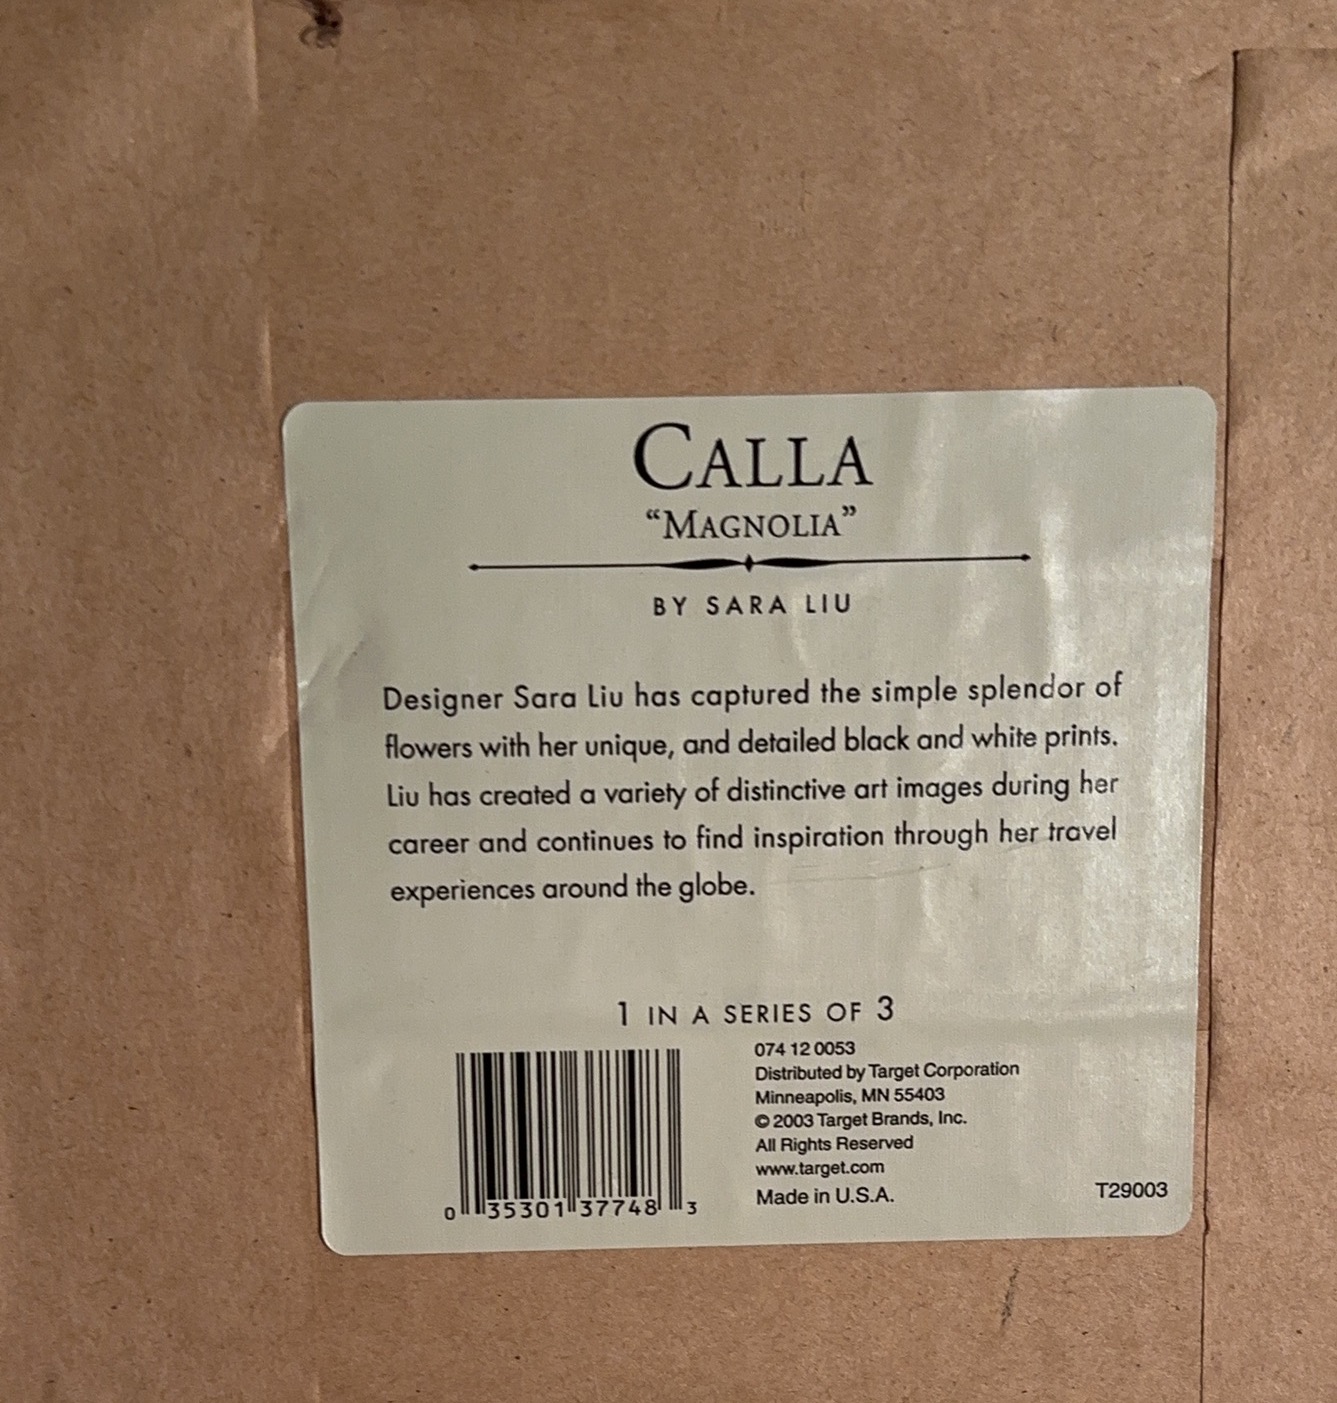 CALLA
“MAGNOLIA”
BY SARA LIU
Designer Sara Liu has captured the simple splendor of
flowers with her unique, and detailed black and white prints.
Liu has created a variety of distinctive art images during her
career and continues to find inspiration through her travel
experiences around the globe.
1 IN A SERIES OF 3
074 12 0053
Distributed by Target Corporation
Minneapolis, MN 55403
© 2003 Target Brands, Inc.
All Rights Reserved
www.target.com
Made in U.S.A.
T29003
0 35301 37748 3